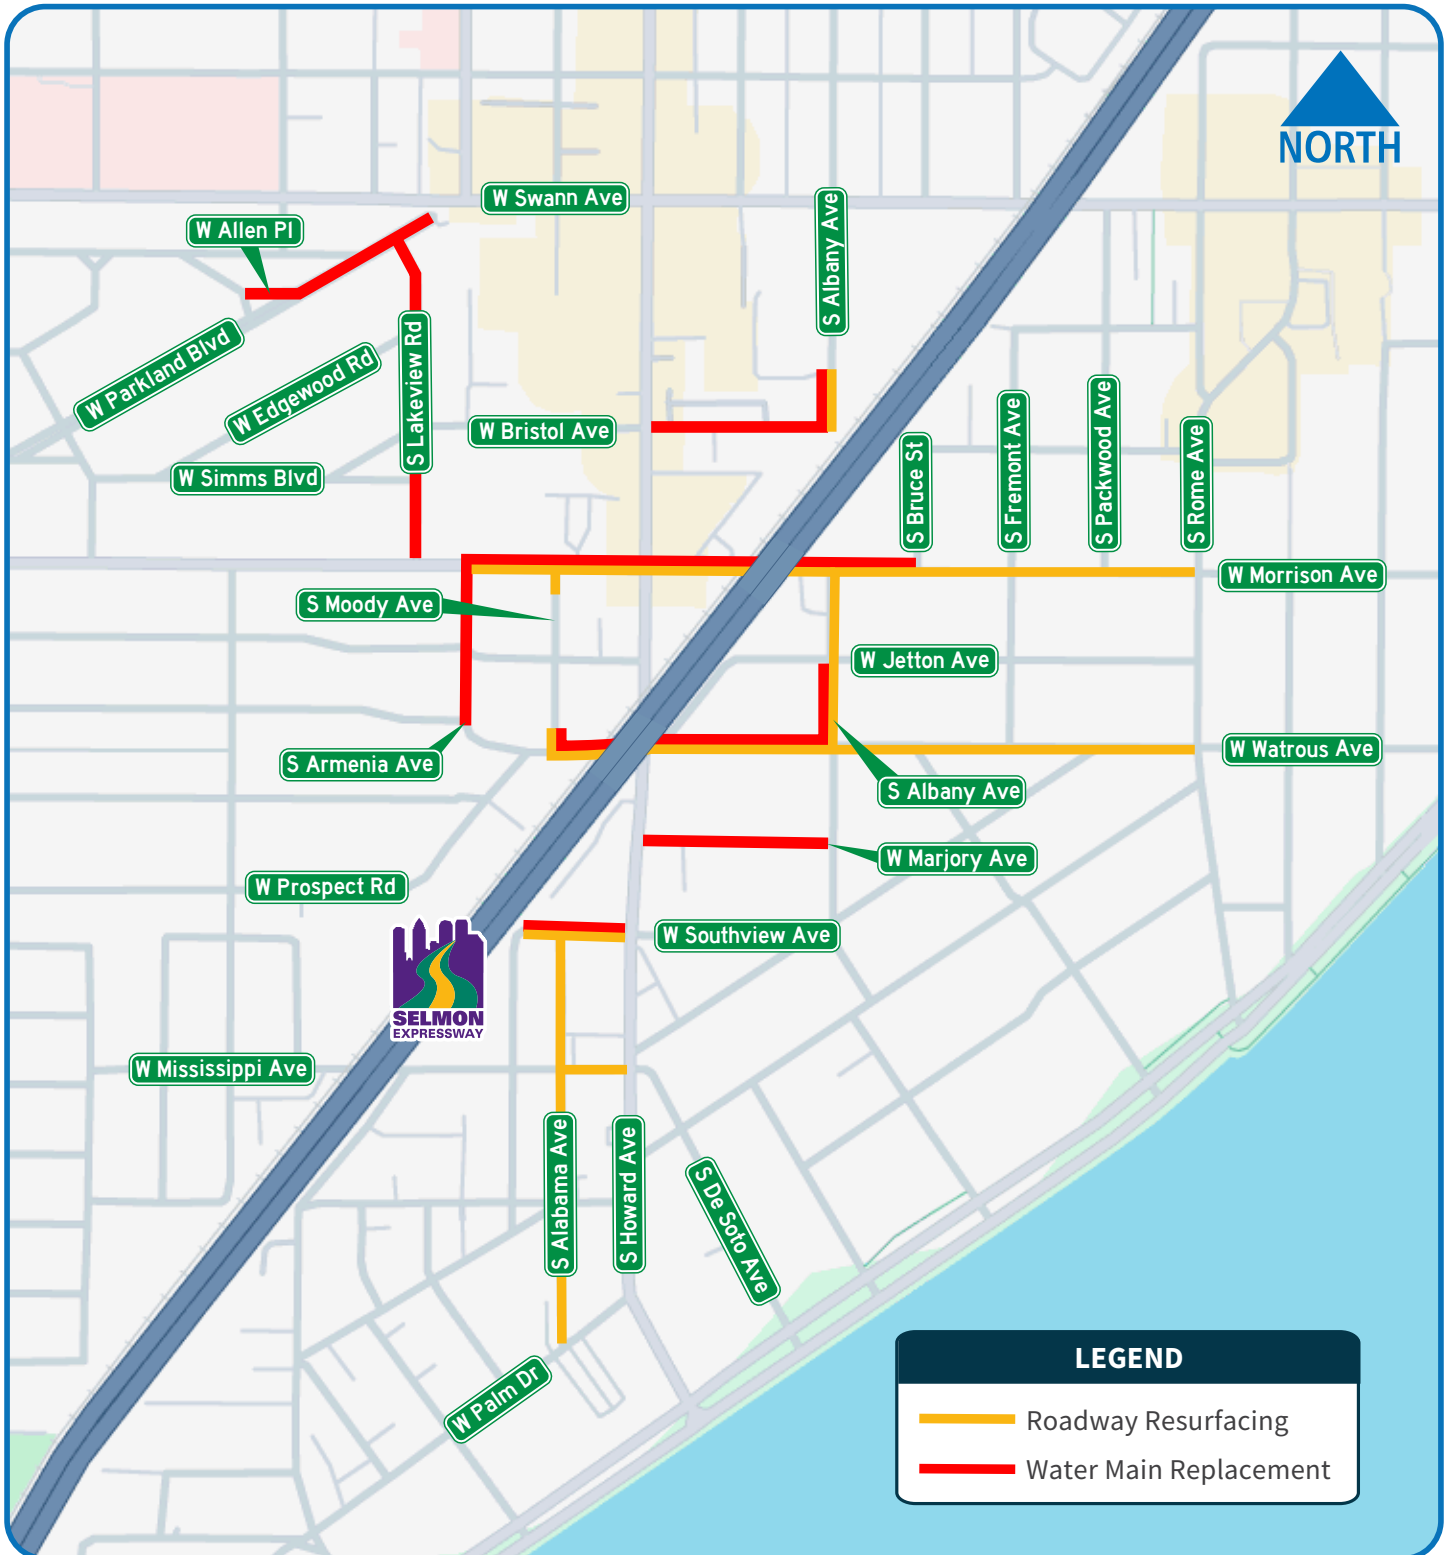 NORTH
W Swann Ave
W Allen Pl
S Albany Ave
W Parkland Blvd
W Edgewood Rd
S Lakeview Rd
W Bristol Ave
W Simms Blvd
S Bruce St
S Fremont Ave
S Packwood Ave
S Rome Ave
W Morrison Ave
S Moody Ave
W Jetton Ave
S Armenia Ave
W Watrous Ave
S Albany Ave
W Marjory Ave
W Prospect Rd
W Southview Ave
SELMON
EXPRESSWAY
W Mississippi Ave
S Alabama Ave
S Howard Ave
S De Soto Ave
W Palm Dr
LEGEND
Roadway Resurfacing
Water Main Replacement